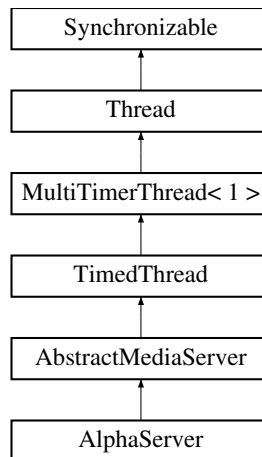 Synchronizable
Thread
MultiTimerThread< 1 >
TimedThread
AbstractMediaServer
AlphaServer